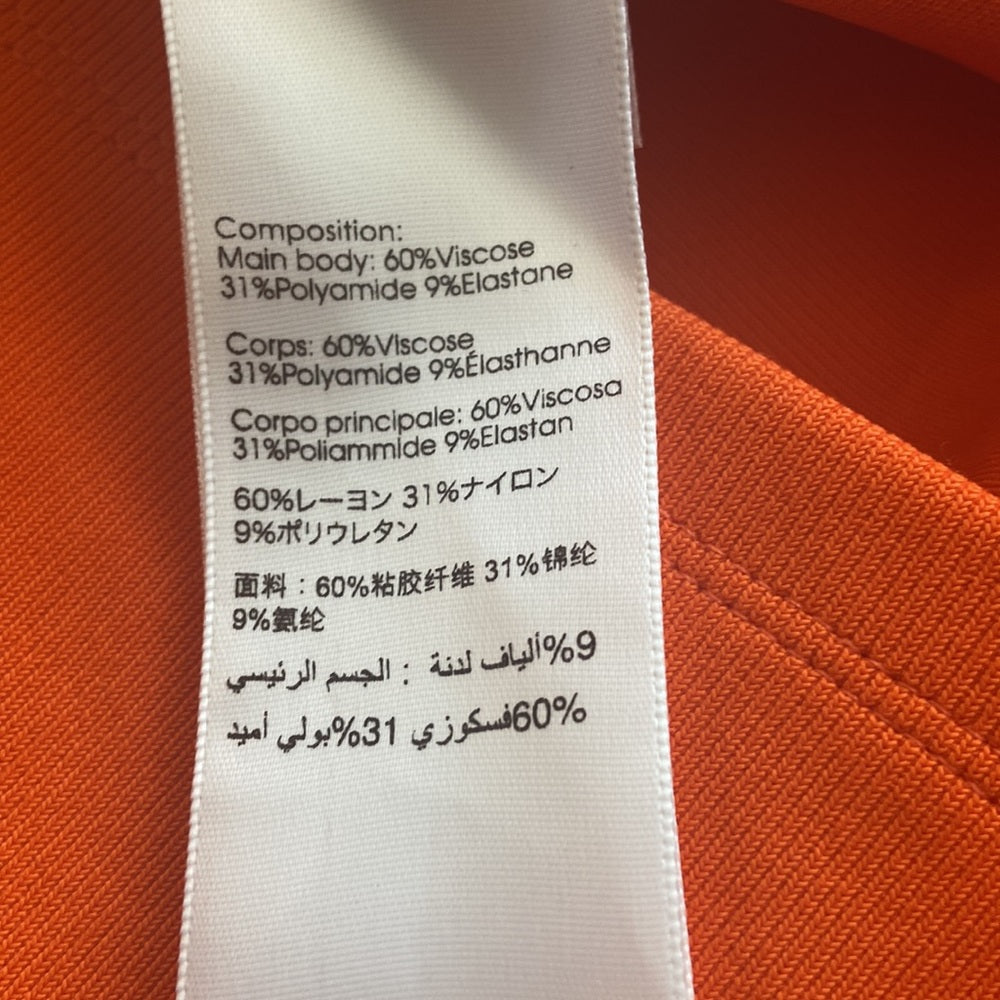 Composition:
Main body: 60%Viscose
31%Polyamide 9%Elastane
Corps: 60%Viscose
31%Polyamide 9%Élasthanne
Corpo principale: 60%Viscosa
31%Poliammide 9%Elastan
60%レーヨン 31%ナイロン
9%ポリウレタン
面料：60%粘胶纤维 31%锦纶
9%氨纶
9%ألياف لدنة : الجسم الرئيسي
60%فسكوزي 31%بولي أميد